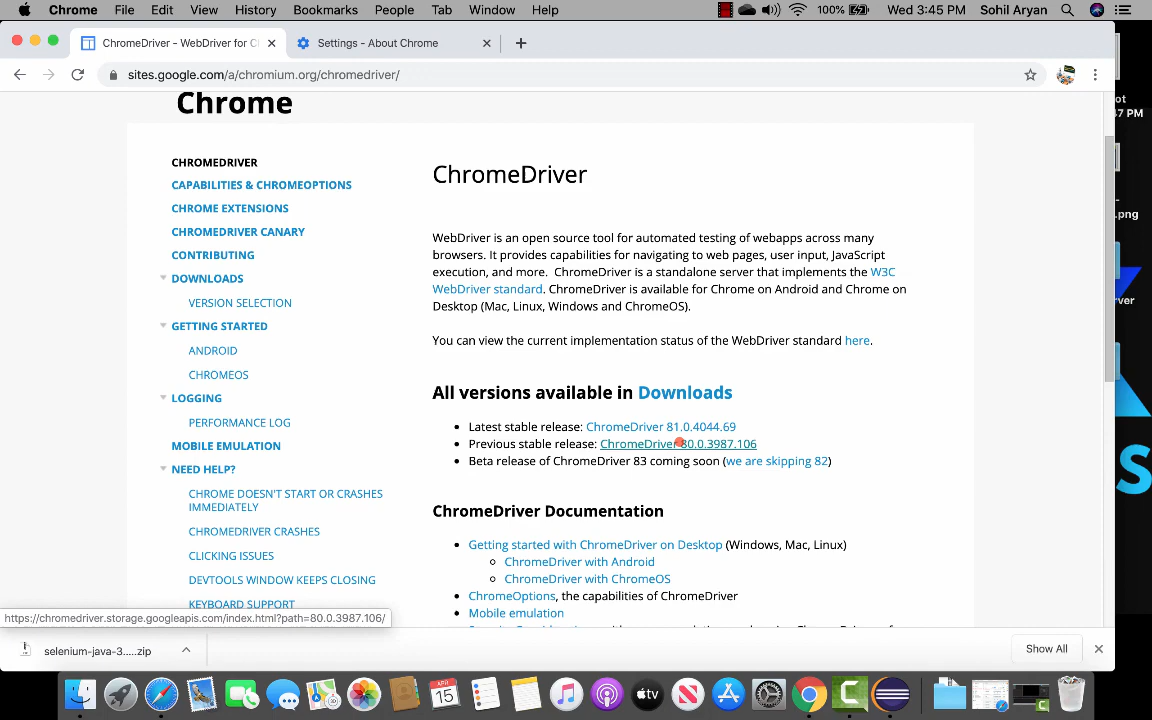 Chrome File Edit View History Bookmarks People Tab Window Help 100% Wed 3:45 PM Sohil Aryan
ChromeDriver - WebDriver for C
Settings - About Chrome
sites.google.com/a/chromium.org/chromedriver/
Chrome
CHROMEDRIVER
CAPABILITIES & CHROMEOPTIONS
CHROME EXTENSIONS
CHROMEDRIVER CANARY
CONTRIBUTING
DOWNLOADS
VERSION SELECTION
GETTING STARTED
ANDROID
CHROMEOS
LOGGING
PERFORMANCE LOG
MOBILE EMULATION
NEED HELP?
CHROME DOESN'T START OR CRASHES
IMMEDIATELY
CHROMEDRIVER CRASHES
CLICKING ISSUES
DEVTOOLS WINDOW KEEPS CLOSING
KEYBOARD SUPPORT
ChromeDriver
WebDriver is an open source tool for automated testing of webapps across many
browsers. It provides capabilities for navigating to web pages, user input, JavaScript
execution, and more.  ChromeDriver is a standalone server that implements the W3C
WebDriver standard. ChromeDriver is available for Chrome on Android and Chrome on
Desktop (Mac, Linux, Windows and ChromeOS).
You can view the current implementation status of the WebDriver standard here.
All versions available in Downloads
Latest stable release: ChromeDriver 81.0.4044.69
Previous stable release: ChromeDriver 80.0.3987.106
Beta release of ChromeDriver 83 coming soon (we are skipping 82)
ChromeDriver Documentation
Getting started with ChromeDriver on Desktop (Windows, Mac, Linux)
ChromeDriver with Android
ChromeDriver with ChromeOS
ChromeOptions, the capabilities of ChromeDriver
Mobile emulation
https://chromedriver.storage.googleapis.com/index.html?path=80.0.3987.106/
selenium-java-3.....zip
Show All
ot
47 PM
.png
ver
S
APR
15
tv